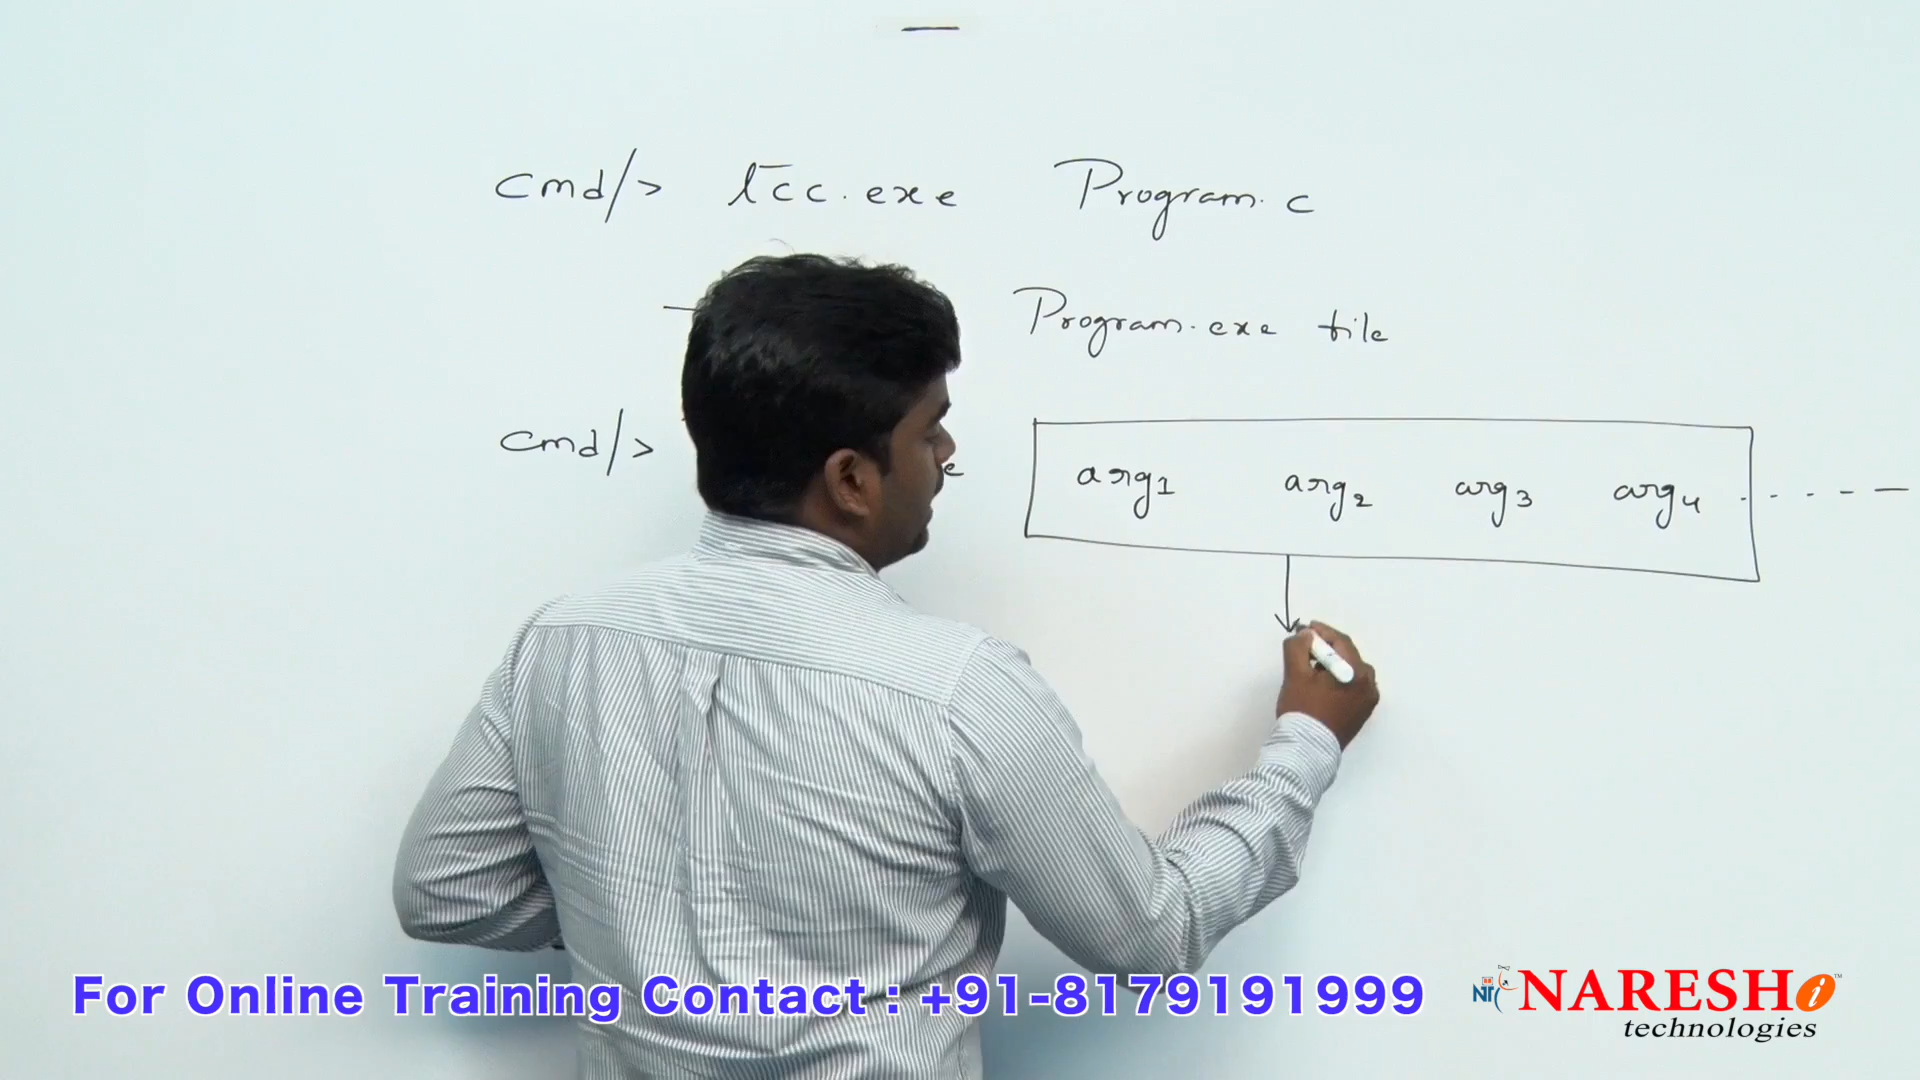 cmd/> tcc.exe Program.c
Program.exe file
cmd/> arg1 arg2 arg3 arg4 . . . . - -
For Online Training Contact : +91-8179191999
NARESHi
technologies